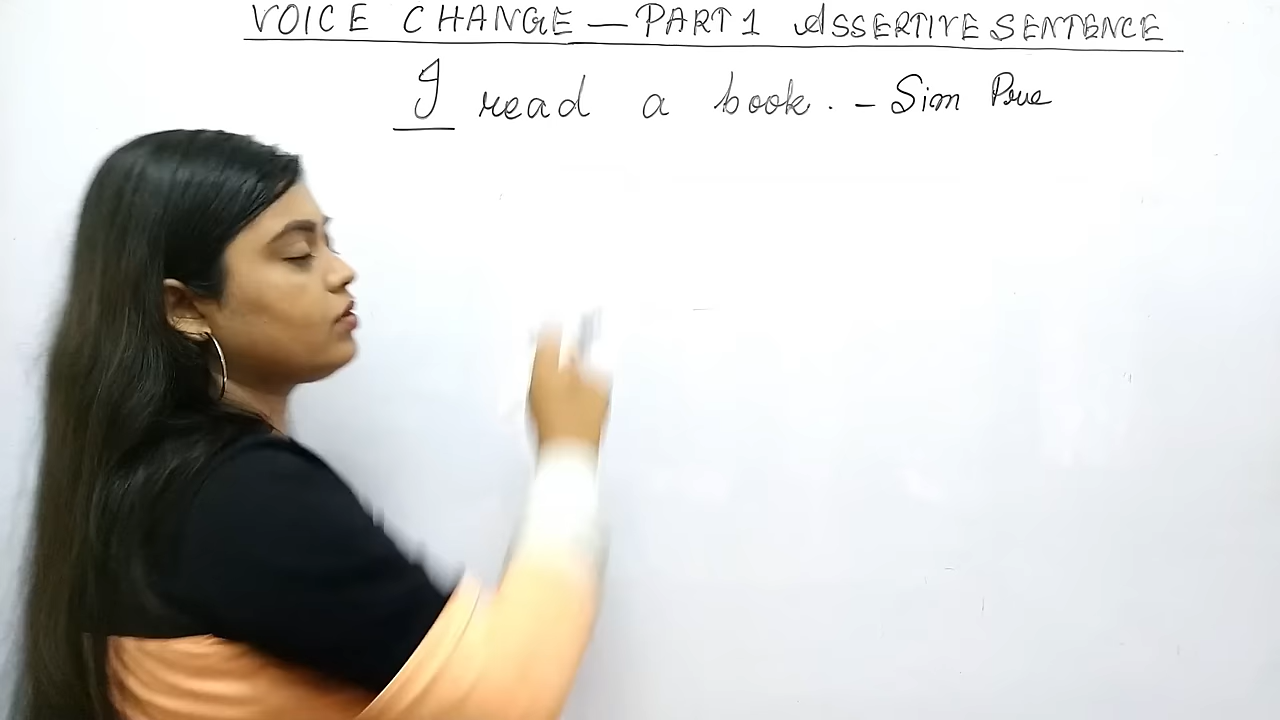 VOICE CHANGE — PART 1 ASSERTIVE SENTENCE
I read a book. - Sim Pre